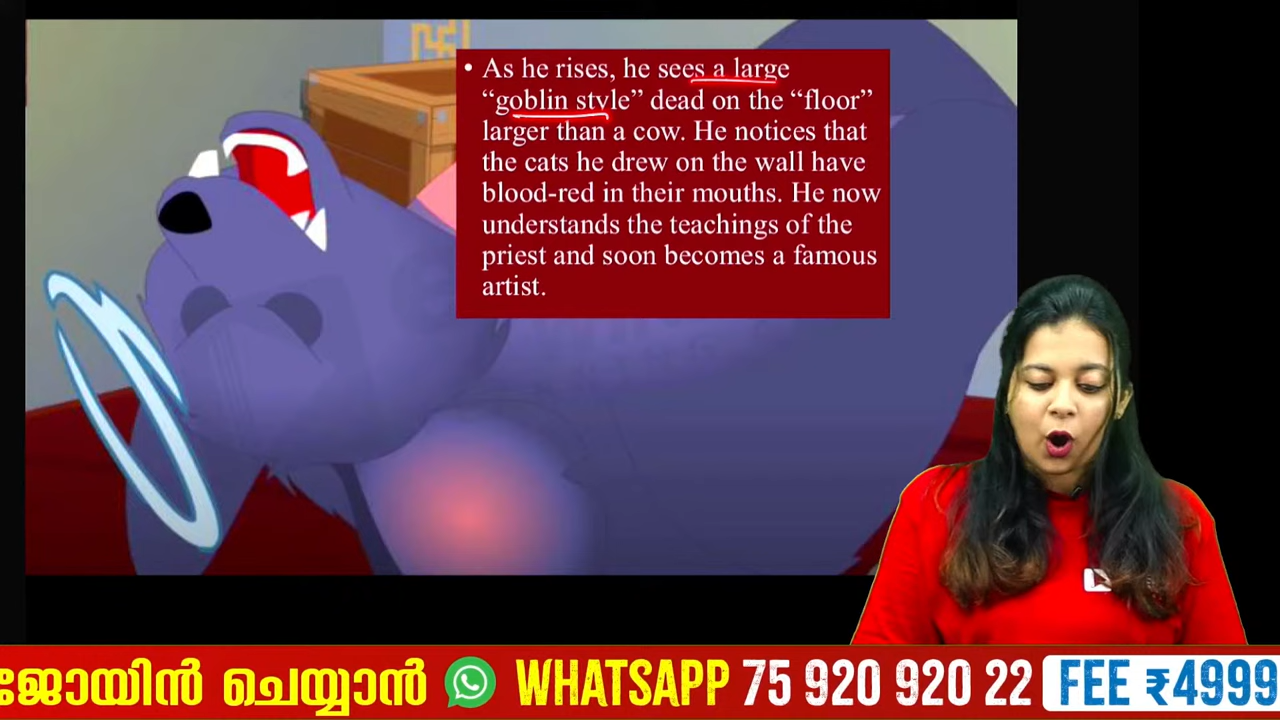 • As he rises, he sees a large
“goblin style” dead on the “floor”
larger than a cow. He notices that
the cats he drew on the wall have
blood-red in their mouths. He now
understands the teachings of the
priest and soon becomes a famous
artist.
ജോയിൻ ചെയ്യാൻ WHATSAPP 75 920 920 22 FEE ₹4999